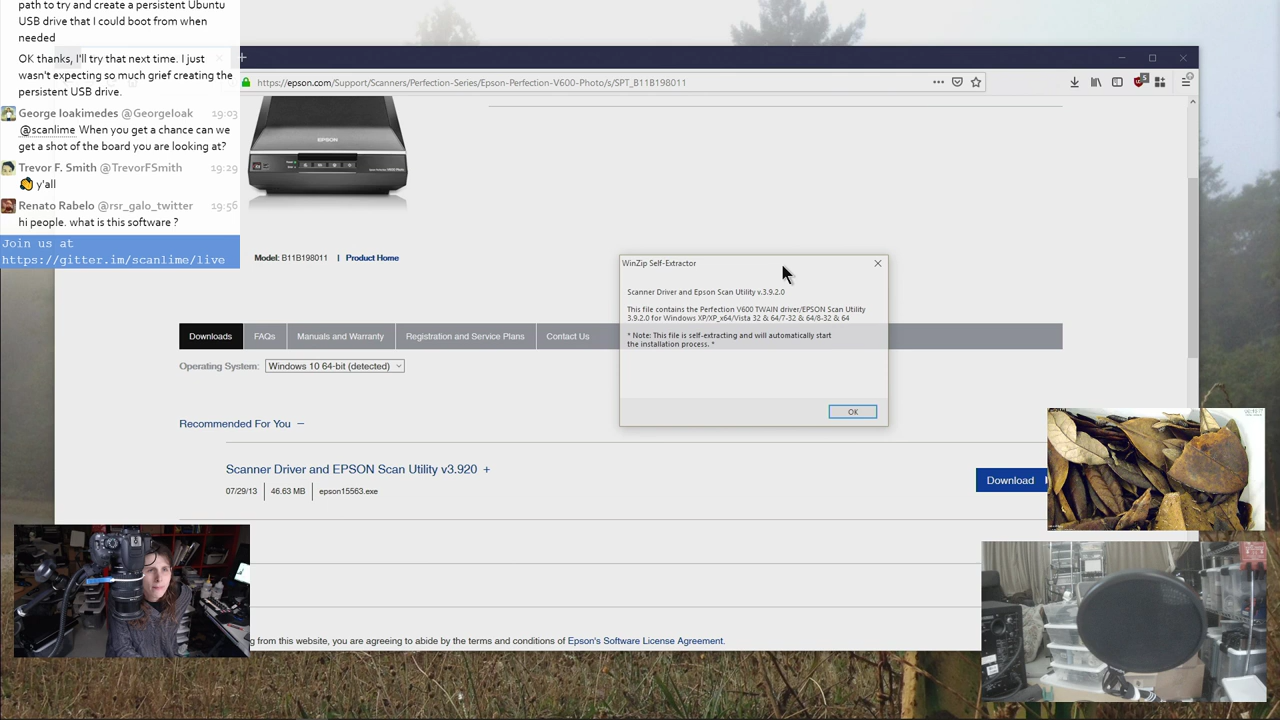 path to try and create a persistent Ubuntu
USB drive that I could boot from when
needed
OK thanks, I'll try that next time. I just
wasn't expecting so much grief creating the
persistent USB drive.
George Ioakimedes @GeorgeIoak 19:03
@scanlime When you get a chance can we
get a shot of the board you are looking at?
Trevor F. Smith @TrevorFSmith 19:29
👋 y'all
Renato Rabelo @rsr_galo_twitter 19:56
hi people. what is this software ?
Join us at
https://gitter.im/scanlime/live
https://epson.com/Support/Scanners/Perfection-Series/Epson-Perfection-V600-Photo/s/SPT_B11B198011
EPSON
Model: B11B198011 | Product Home
Downloads
FAQs
Manuals and Warranty
Registration and Service Plans
Contact Us
Operating System: Windows 10 64-bit (detected)
Recommended For You −
Scanner Driver and EPSON Scan Utility v3.920 +
07/29/13 | 46.63 MB | epson15563.exe
Download
g from this website, you are agreeing to abide by the terms and conditions of Epson's Software License Agreement.
WinZip Self-Extractor
Scanner Driver and Epson Scan Utility v.3.9.2.0
This file contains the Perfection V600 TWAIN driver/EPSON Scan Utility
3.9.2.0 for Windows XP/XP_x64/Vista 32 & 64/7-32 & 64/8-32 & 64
* Note: This file is self-extracting and will automatically start
the installation process. *
OK